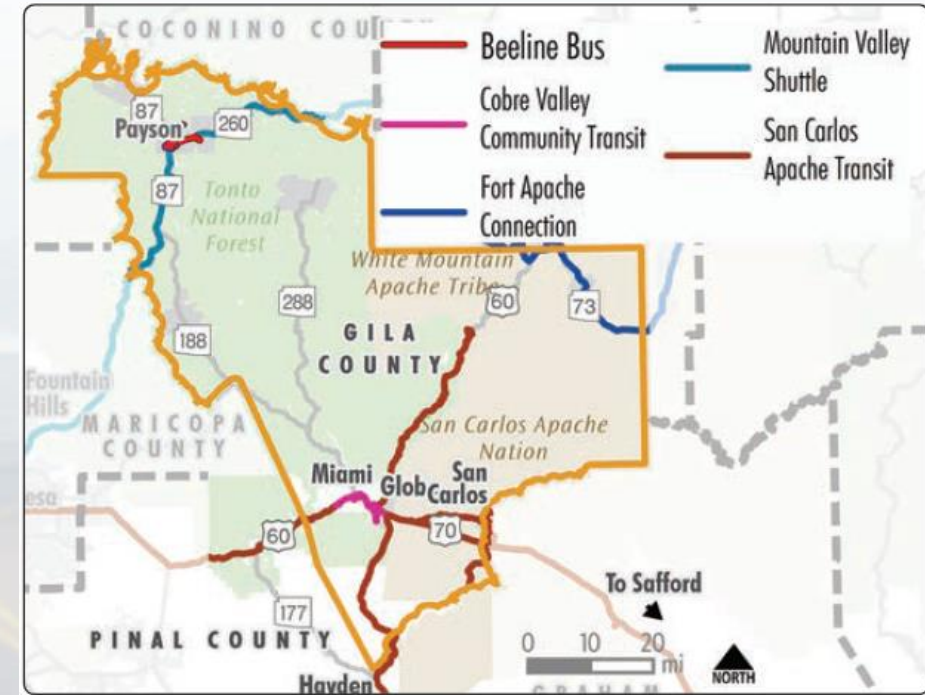 COCONINO COU
Beeline Bus
Mountain Valley
Shuttle
Cobre Valley
Community Transit
San Carlos
Apache Transit
Fort Apache
Connection
87
260
Payson
87
Tonto
National
Forest
White Mountain
Apache Tribe
60
73
288
188
GILA
COUNTY
Fountain
Hills
MARICOPA
COUNTY
San Carlos Apache
Nation
Miami
Glob
San
Carlos
esa
60
70
177
To Safford
PINAL COUNTY
0 10 20
mi
NORTH
Hayden
GRAHAM